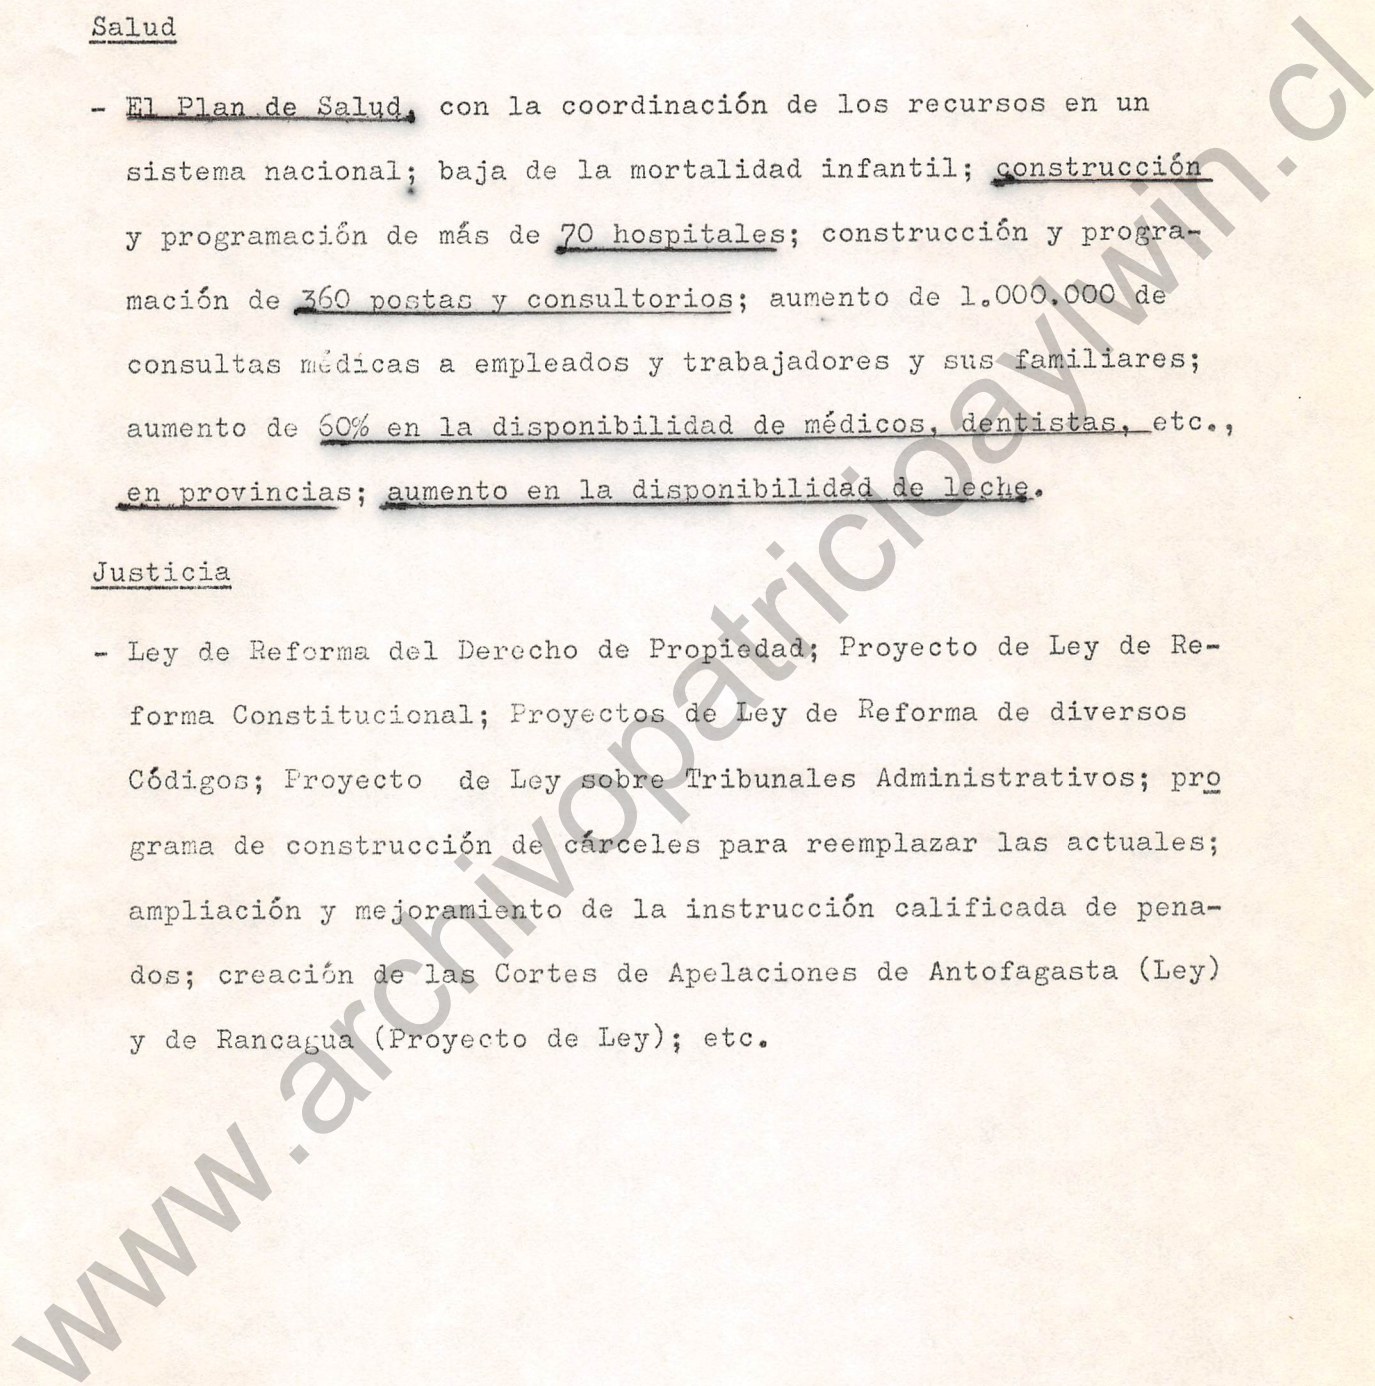 Salud
- El Plan de Salud, con la coordinación de los recursos en un
sistema nacional; baja de la mortalidad infantil; construcción
y programación de más de 70 hospitales; construcción y progra-
mación de 360 postas y consultorios; aumento de 1.000.000 de
consultas médicas a empleados y trabajadores y sus familiares;
aumento de 60% en la disponibilidad de médicos, dentistas, etc.,
en provincias; aumento en la disponibilidad de leche.
Justicia
- Ley de Reforma del Derecho de Propiedad; Proyecto de Ley de Re-
forma Constitucional; Proyectos de Ley de Reforma de diversos
Códigos; Proyecto de Ley sobre Tribunales Administrativos; pro
grama de construcción de cárceles para reemplazar las actuales;
ampliación y mejoramiento de la instrucción calificada de pena-
dos; creación de las Cortes de Apelaciones de Antofagasta (Ley)
y de Rancagua (Proyecto de Ley); etc.
www.archivopatricioaylwin.cl